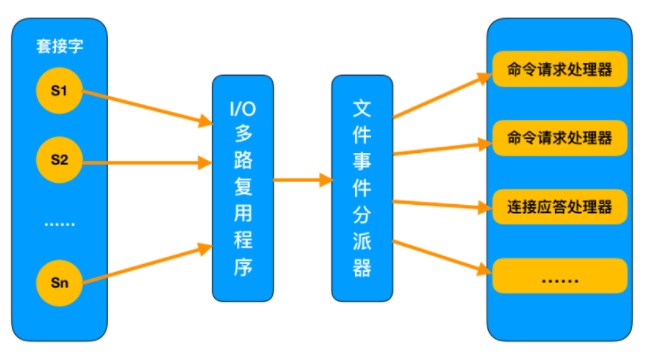 套接字
S1
S2
......
Sn
I/O多路复用程序
文件事件分派器
命令请求处理器
命令请求处理器
连接应答处理器
......